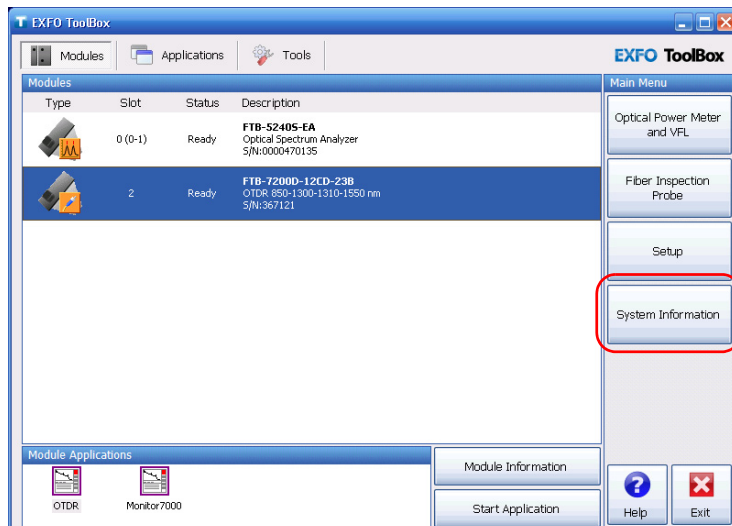 EXFO ToolBox
Modules
Applications
Tools
EXFO ToolBox
Modules
Type Slot Status Description
FTB-5240S-EA
0 (0-1) Ready Optical Spectrum Analyzer
S/N:0000470135
FTB-7200D-12CD-23B
2 Ready OTDR 850-1300-1310-1550 nm
S/N:367121
Main Menu
Optical Power Meter
and VFL
Fiber Inspection
Probe
Setup
System Information
Module Applications
OTDR Monitor7000
Module Information
Start Application
Help Exit